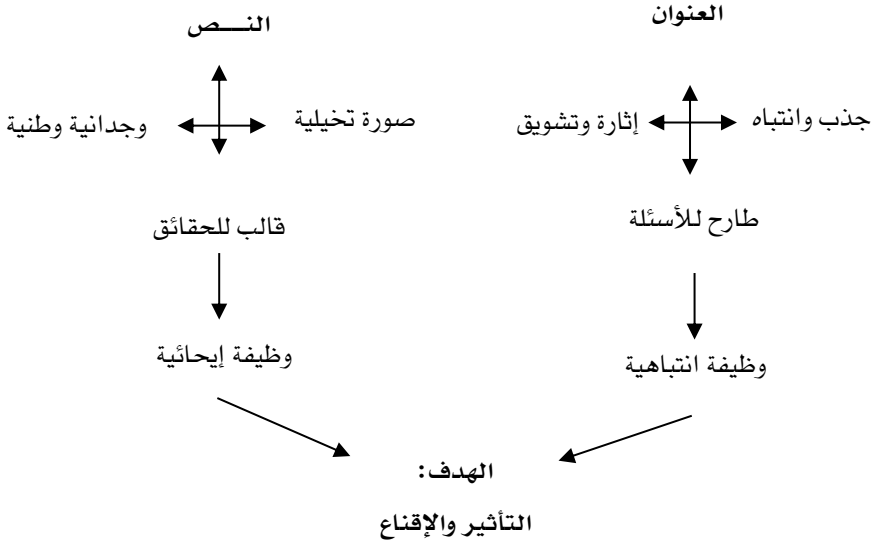 العنوان
النــــص
جذب وانتباه
إثارة وتشويق
صورة تخيلية
وجدانية وطنية
طارح للأسئلة
قالب للحقائق
وظيفة انتباهية
وظيفة إيحائية
الهدف:
التأثير والإقناع